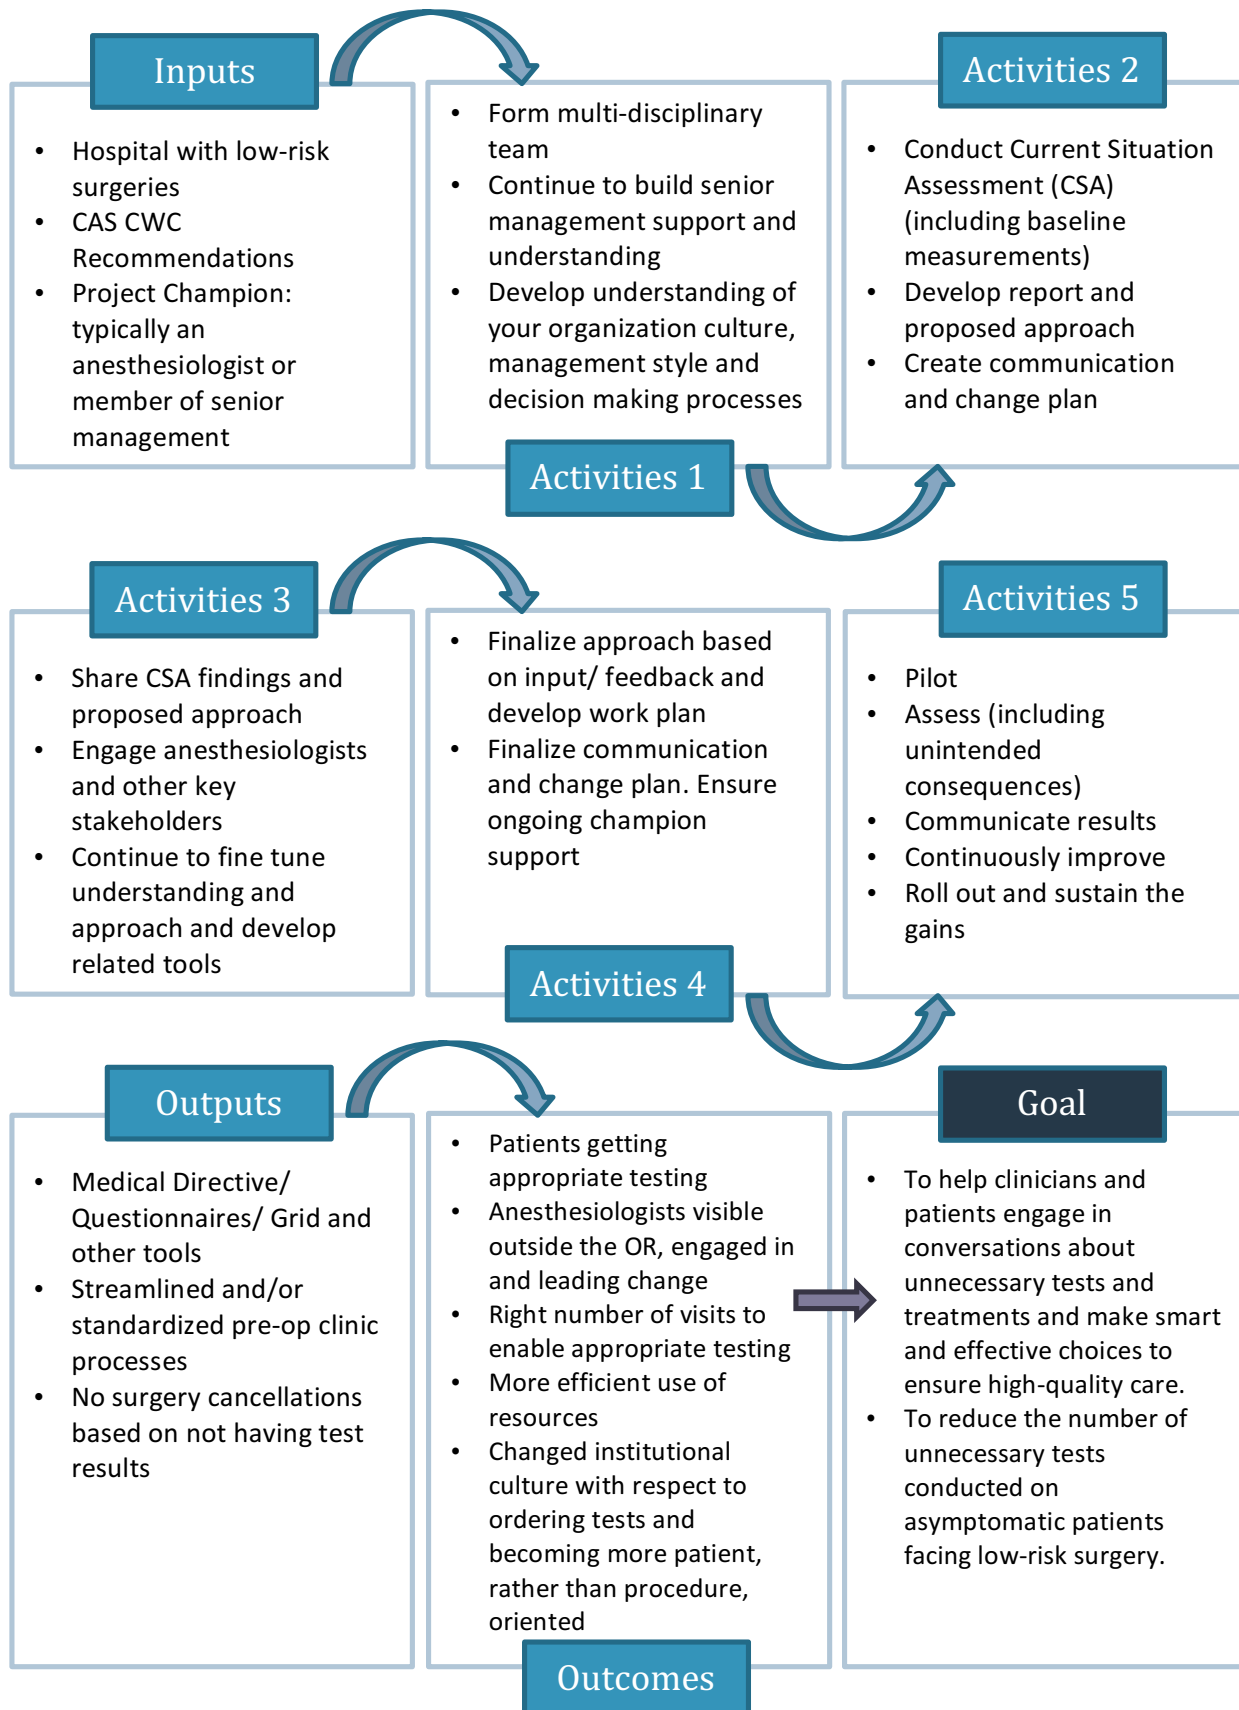 Inputs
• Hospital with low-risk
surgeries
• CAS CWC
Recommendations
• Project Champion:
typically an
anesthesiologist or
member of senior
management
• Form multi-disciplinary
team
• Continue to build senior
management support and
understanding
• Develop understanding of
your organization culture,
management style and
decision making processes
Activities 1
Activities 2
• Conduct Current Situation
Assessment (CSA)
(including baseline
measurements)
• Develop report and
proposed approach
• Create communication
and change plan
Activities 3
• Share CSA findings and
proposed approach
• Engage anesthesiologists
and other key
stakeholders
• Continue to fine tune
understanding and
approach and develop
related tools
• Finalize approach based
on input/ feedback and
develop work plan
• Finalize communication
and change plan. Ensure
ongoing champion
support
Activities 4
Activities 5
• Pilot
• Assess (including
unintended
consequences)
• Communicate results
• Continuously improve
• Roll out and sustain the
gains
Outputs
• Medical Directive/
Questionnaires/ Grid and
other tools
• Streamlined and/or
standardized pre-op clinic
processes
• No surgery cancellations
based on not having test
results
• Patients getting
appropriate testing
• Anesthesiologists visible
outside the OR, engaged in
and leading change
• Right number of visits to
enable appropriate testing
• More efficient use of
resources
• Changed institutional
culture with respect to
ordering tests and
becoming more patient,
rather than procedure,
oriented
Outcomes
Goal
• To help clinicians and
patients engage in
conversations about
unnecessary tests and
treatments and make smart
and effective choices to
ensure high-quality care.
• To reduce the number of
unnecessary tests
conducted on
asymptomatic patients
facing low-risk surgery.